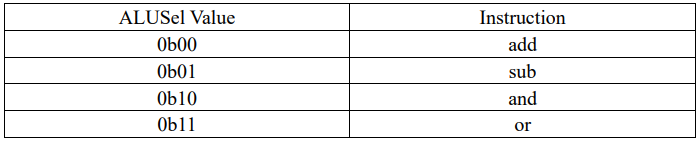 ALUSel Value Instruction
0b00 add
0b01 sub
0b10 and
0b11 or